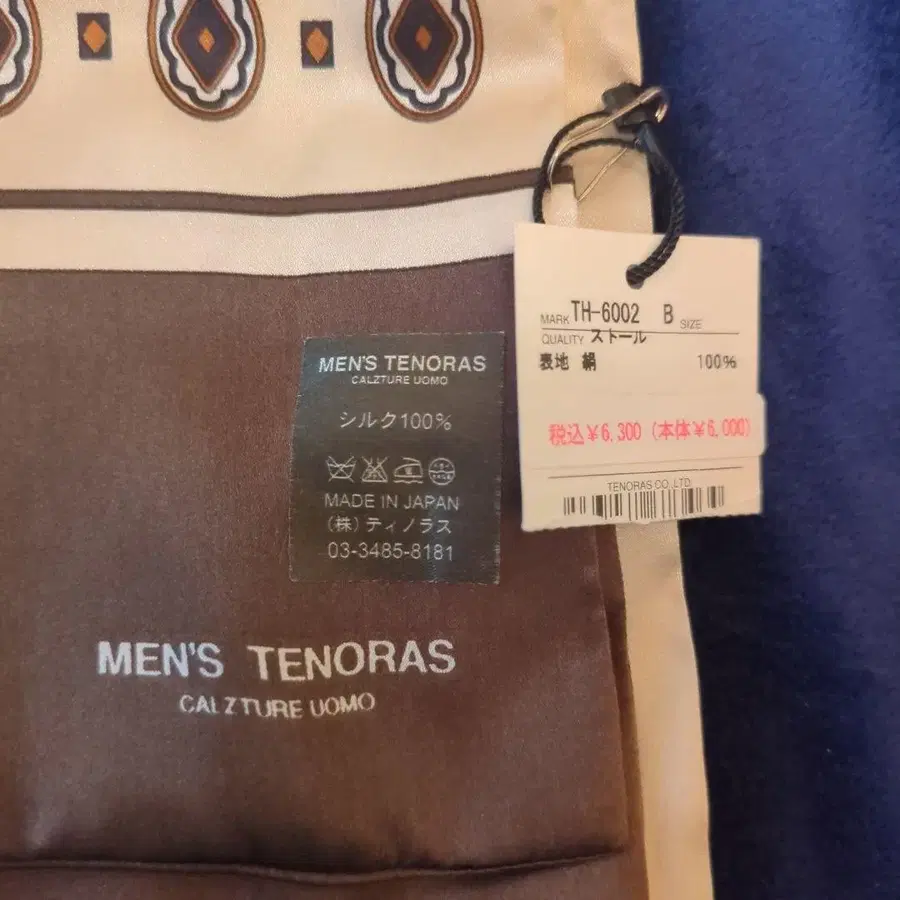 MARK TH-6002 B SIZE
QUALITY ストール
表地 絹 100%
税込¥6,300 (本体¥6,000)
TENORAS CO.,LTD.
MEN'S TENORAS
CALZTURE UOMO
シルク100%
MADE IN JAPAN
(株) ティノラス
03-3485-8181
MEN'S TENORAS
CALZTURE UOMO